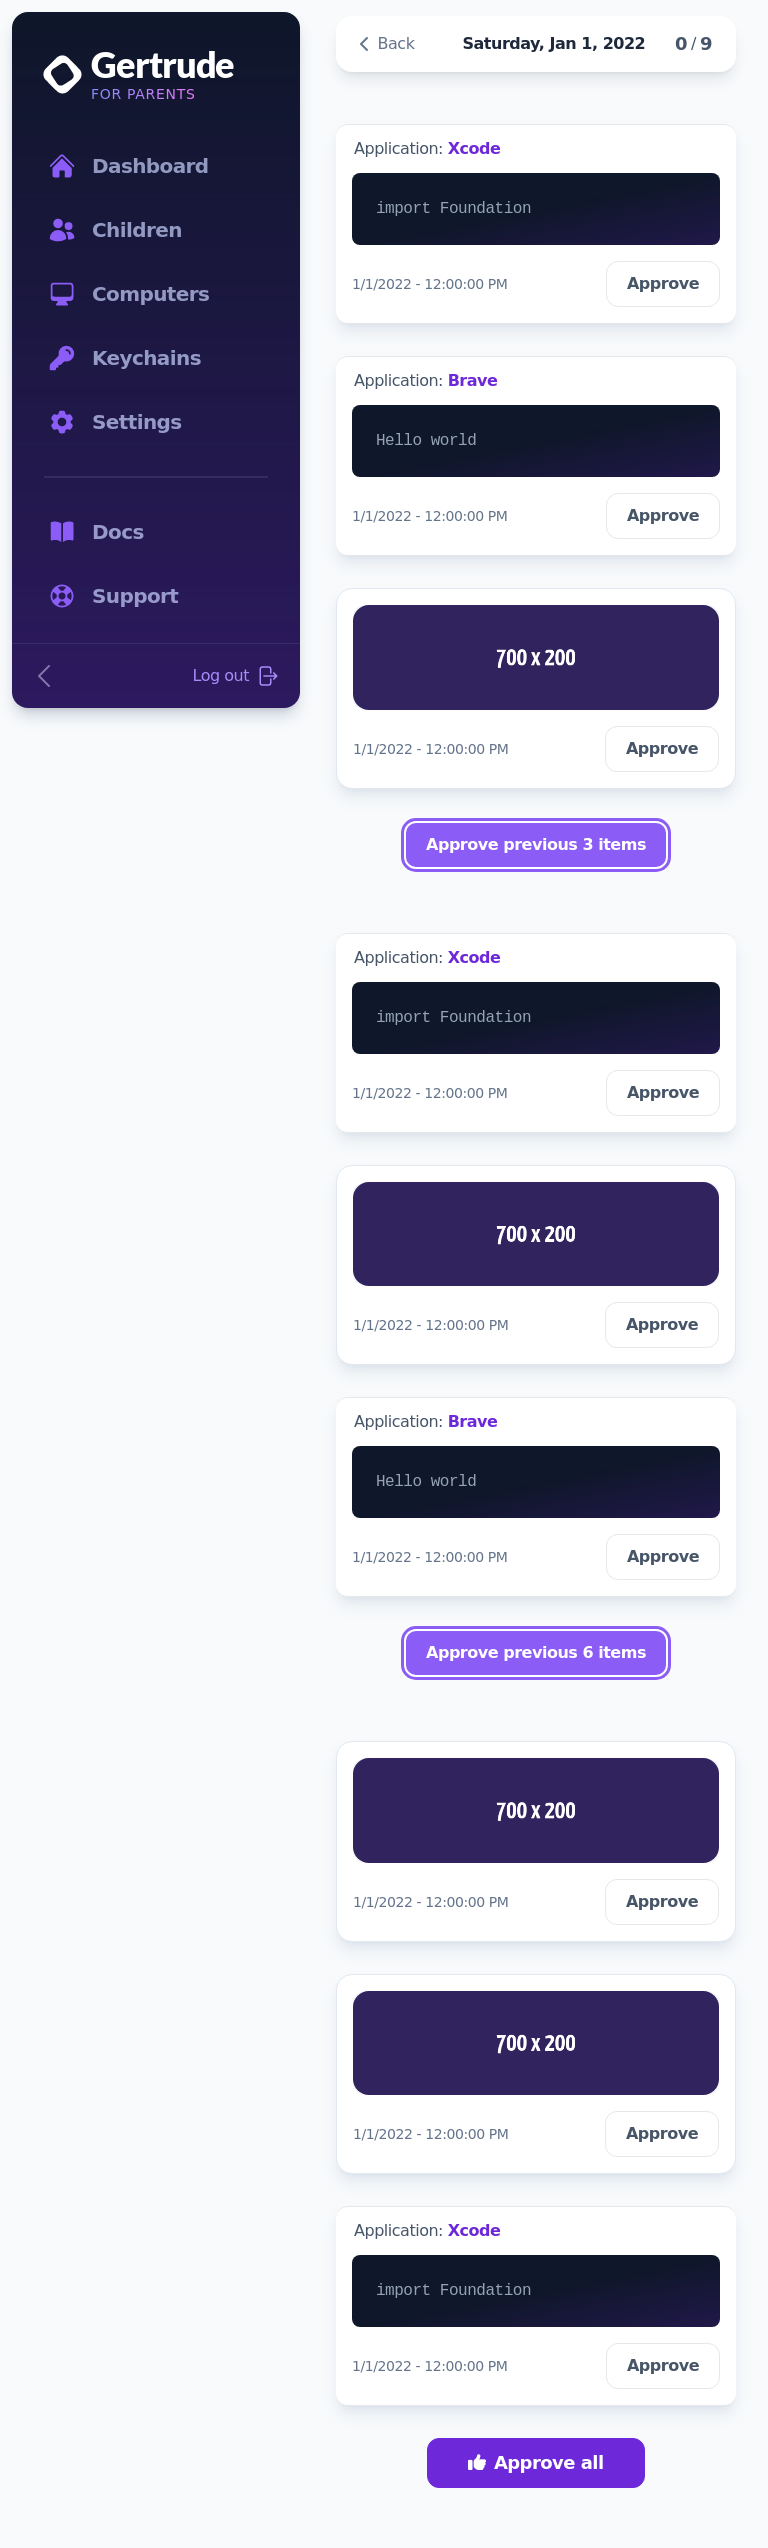 Gertrude
FOR PARENTS
Dashboard
Children
Computers
Keychains
Settings
Docs
Support
Log out
Back
Saturday, Jan 1, 2022
0 / 9
Application: Xcode
import Foundation
1/1/2022 - 12:00:00 PM
Approve
Application: Brave
Hello world
1/1/2022 - 12:00:00 PM
Approve
700 x 200
1/1/2022 - 12:00:00 PM
Approve
Approve previous 3 items
Application: Xcode
import Foundation
1/1/2022 - 12:00:00 PM
Approve
700 x 200
1/1/2022 - 12:00:00 PM
Approve
Application: Brave
Hello world
1/1/2022 - 12:00:00 PM
Approve
Approve previous 6 items
700 x 200
1/1/2022 - 12:00:00 PM
Approve
700 x 200
1/1/2022 - 12:00:00 PM
Approve
Application: Xcode
import Foundation
1/1/2022 - 12:00:00 PM
Approve
Approve all